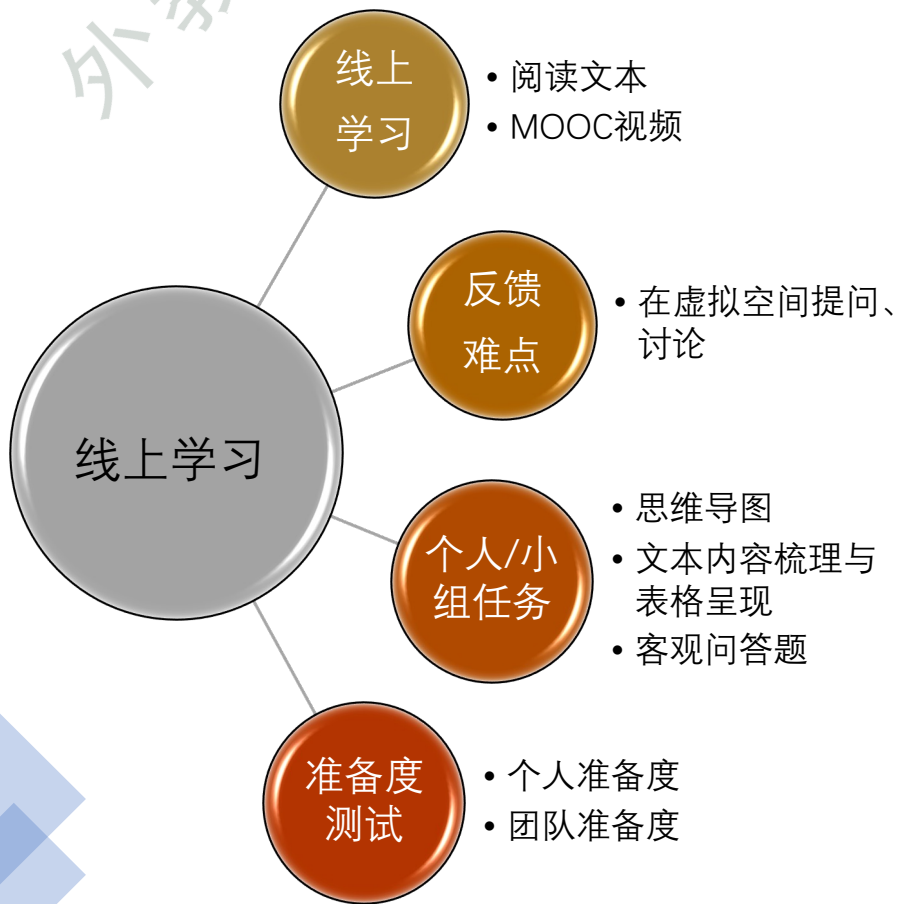 外教
线上
学习
• 阅读文本
• MOOC视频
反馈
难点
• 在虚拟空间提问、
讨论
线上学习
个人/小
组任务
• 思维导图
• 文本内容梳理与
表格呈现
• 客观问答题
准备度
测试
• 个人准备度
• 团队准备度